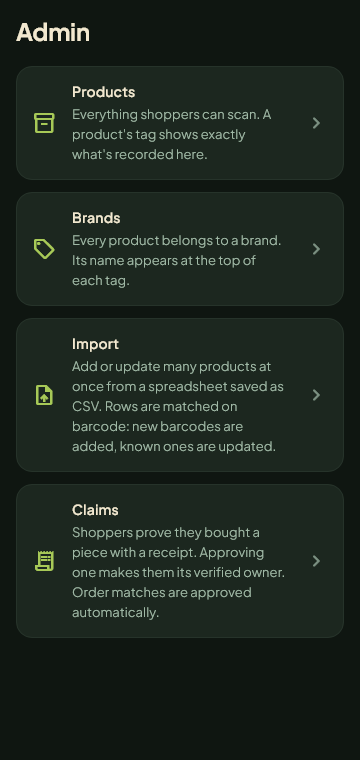 Admin
Products
Everything shoppers can scan. A
product's tag shows exactly
what's recorded here.
Brands
Every product belongs to a brand.
Its name appears at the top of
each tag.
Import
Add or update many products at
once from a spreadsheet saved as
CSV. Rows are matched on
barcode: new barcodes are
added, known ones are updated.
Claims
Shoppers prove they bought a
piece with a receipt. Approving
one makes them its verified owner.
Order matches are approved
automatically.